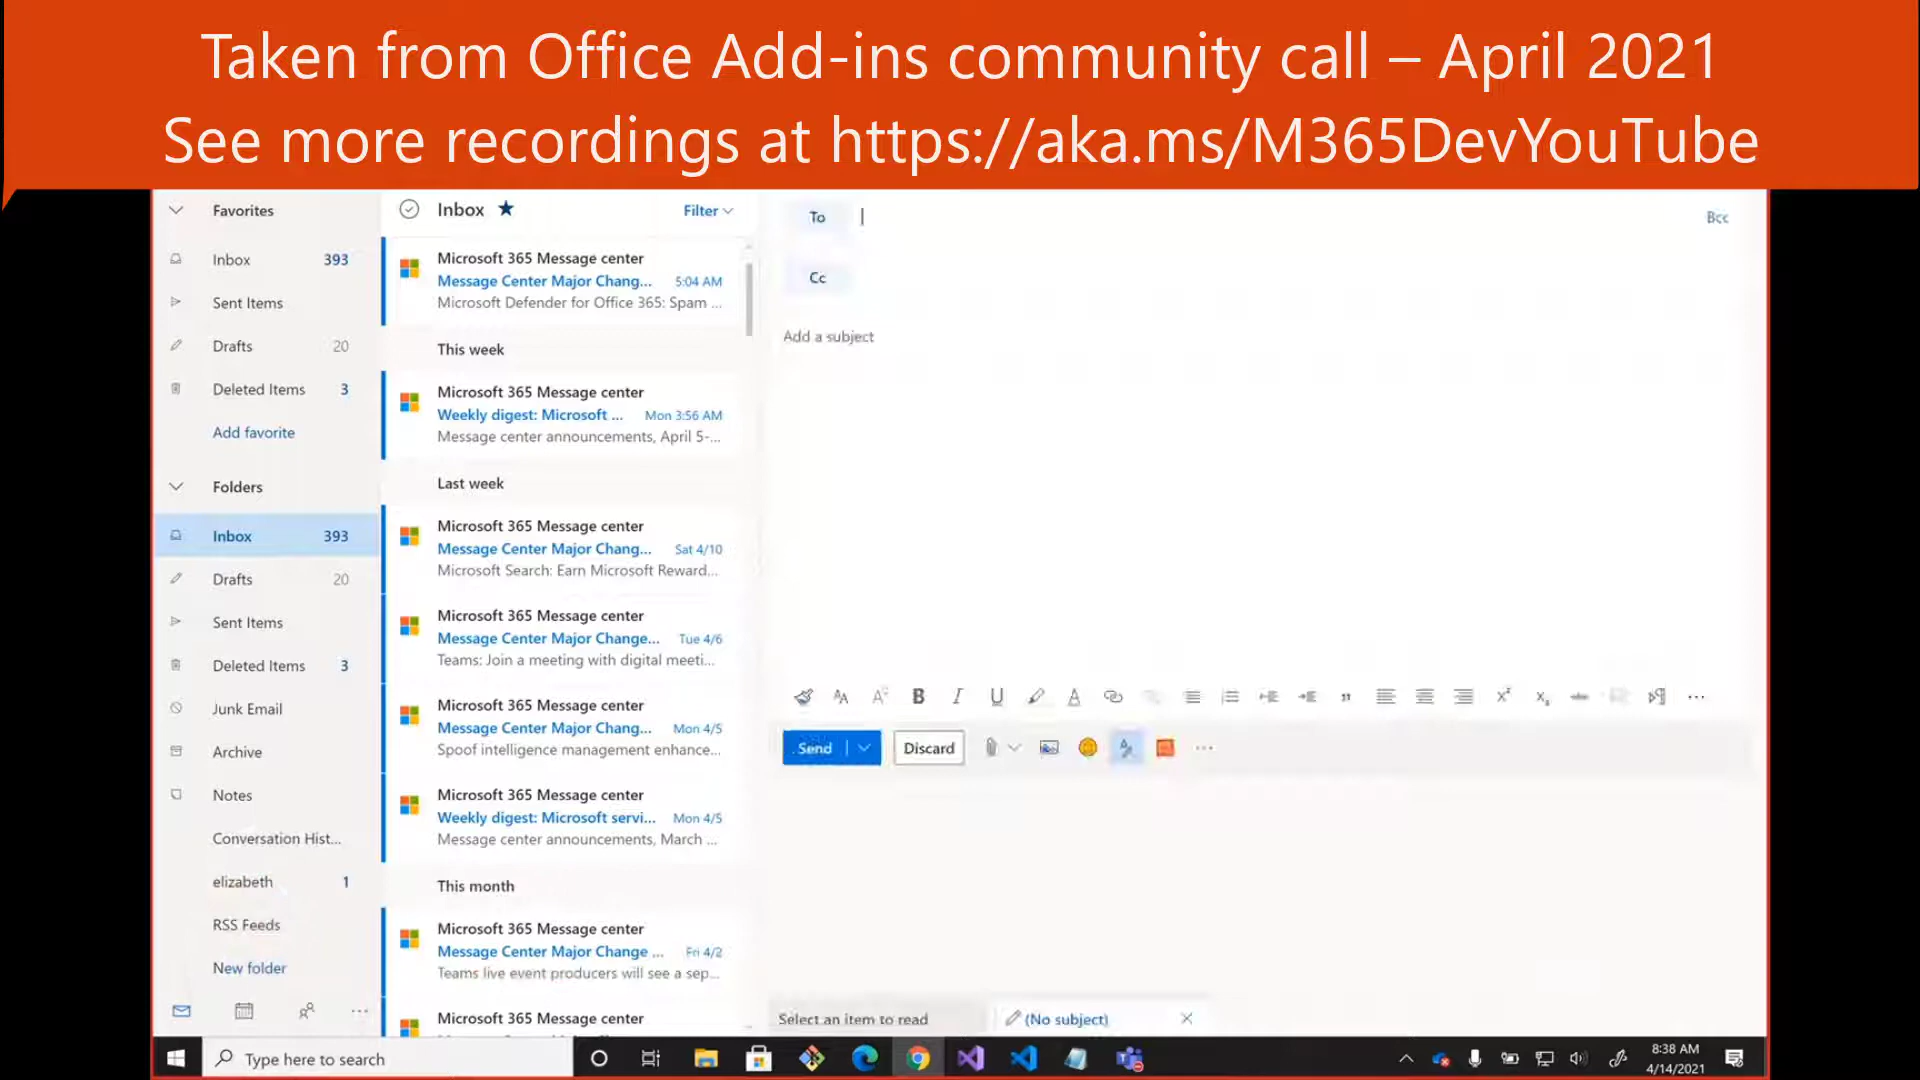 Taken from Office Add-ins community call – April 2021
See more recordings at https://aka.ms/M365DevYouTube
Favorites
Inbox 393
Sent Items
Drafts 20
Deleted Items 3
Add favorite
Folders
Inbox 393
Drafts 20
Sent Items
Deleted Items 3
Junk Email
Archive
Notes
Conversation Hist...
elizabeth 1
RSS Feeds
New folder
Inbox
Filter
Microsoft 365 Message center
Message Center Major Chang... 5:04 AM
Microsoft Defender for Office 365: Spam ...
This week
Microsoft 365 Message center
Weekly digest: Microsoft ... Mon 3:56 AM
Message center announcements, April 5-...
Last week
Microsoft 365 Message center
Message Center Major Chang... Sat 4/10
Microsoft Search: Earn Microsoft Reward...
Microsoft 365 Message center
Message Center Major Change... Tue 4/6
Teams: Join a meeting with digital meeti...
Microsoft 365 Message center
Message Center Major Chang... Mon 4/5
Spoof intelligence management enhance...
Microsoft 365 Message center
Weekly digest: Microsoft servi... Mon 4/5
Message center announcements, March ...
This month
Microsoft 365 Message center
Message Center Major Change ... Fri 4/2
Teams live event producers will see a sep...
Microsoft 365 Message center
To
Bcc
Cc
Add a subject
Send
Discard
Select an item to read
(No subject)
Type here to search
8:38 AM
4/14/2021